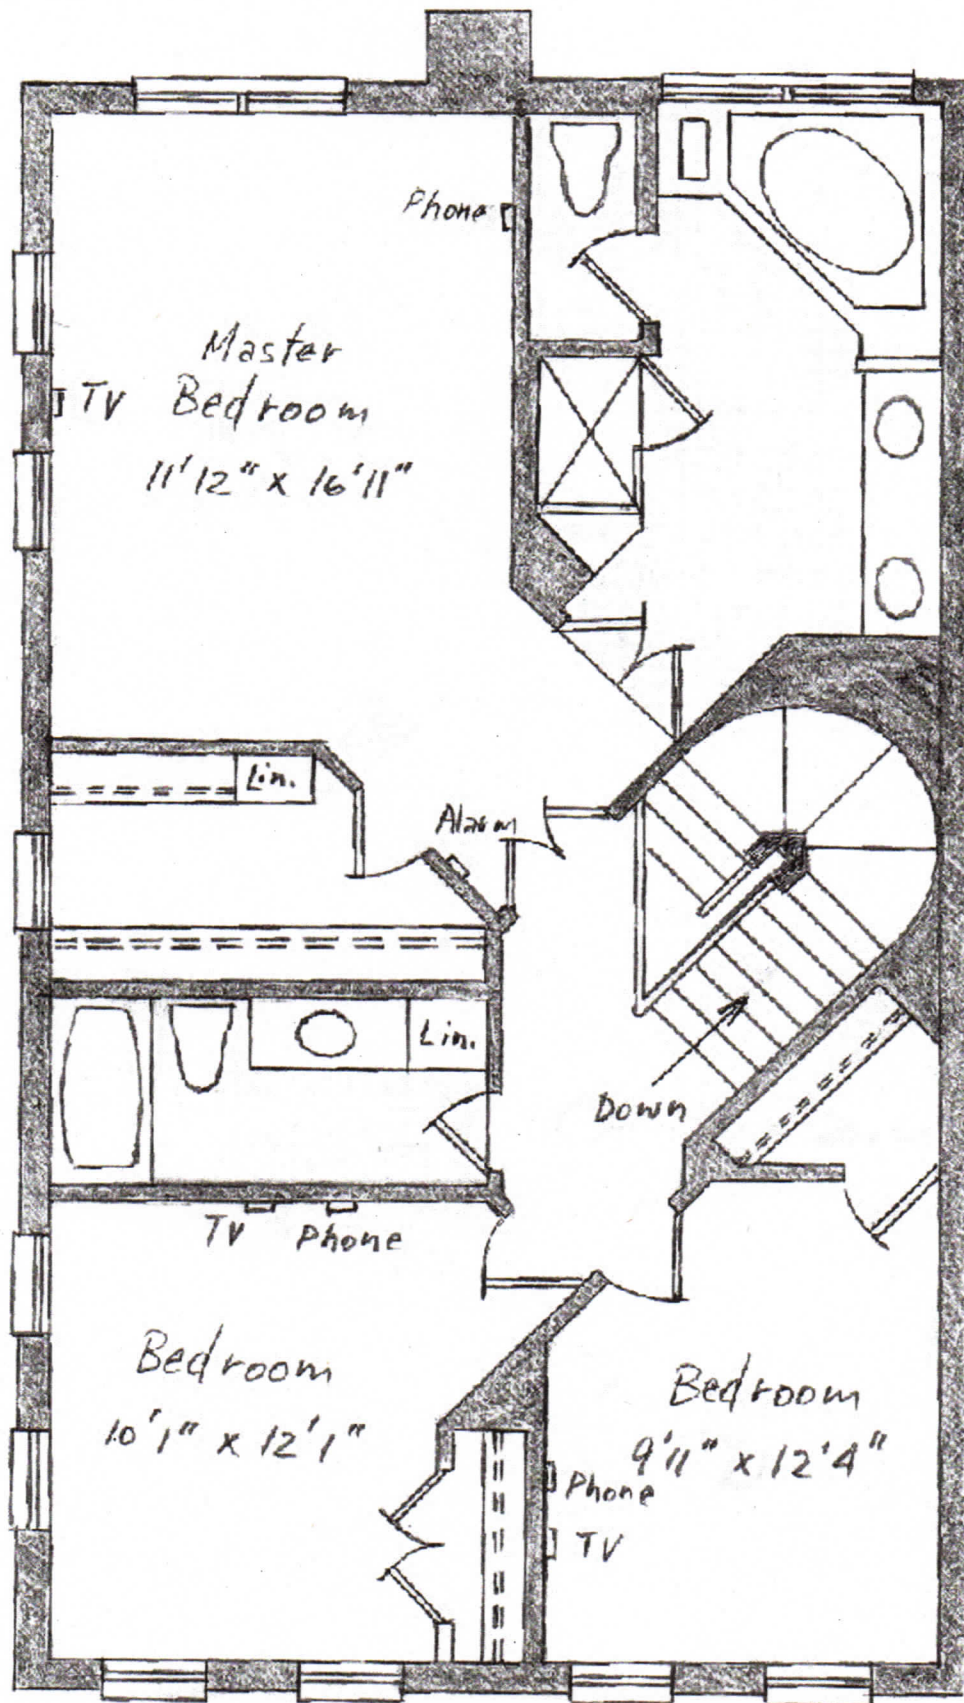 Phone
Master
TV Bedroom
11'12" x 16'11"
Lin.
Alarm
Lin.
Down
TV Phone
Bedroom
10'1" x 12'1"
Bedroom
9'11" x 12'4"
Phone
TV